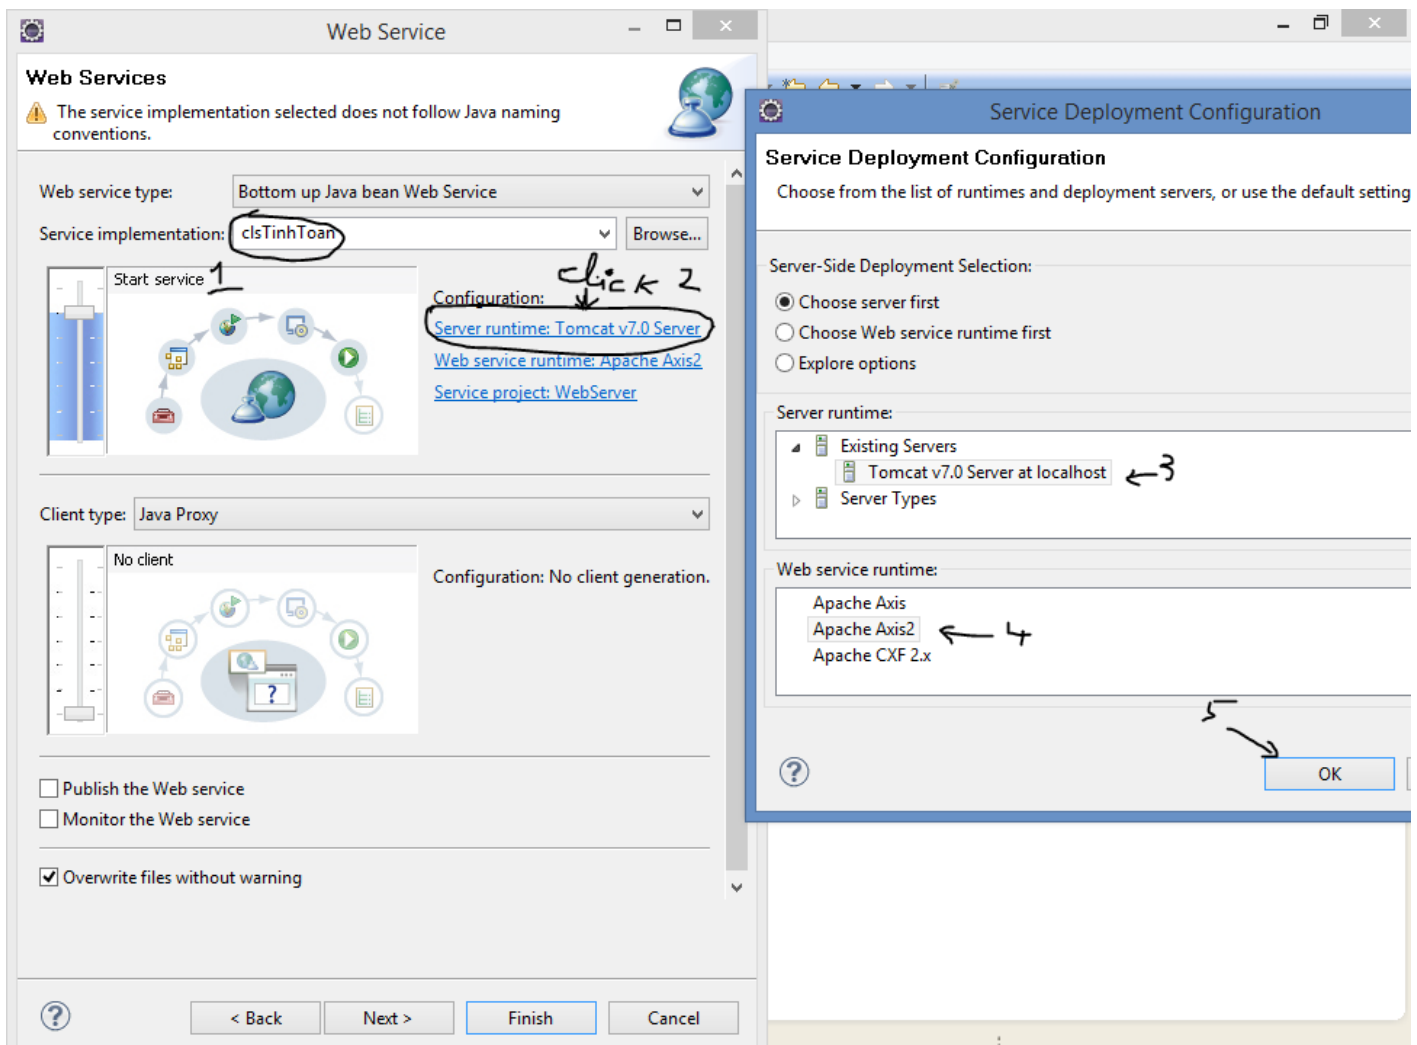 Web Service
Web Services
The service implementation selected does not follow Java naming
conventions.
Web service type: Bottom up Java bean Web Service
Service implementation: clsTinhToan Browse...
Start service 1
click 2
Configuration:
Server runtime: Tomcat v7.0 Server
Web service runtime: Apache Axis2
Service project: WebServer
Client type: Java Proxy
No client
Configuration: No client generation.
Publish the Web service
Monitor the Web service
Overwrite files without warning
< Back Next > Finish Cancel
Service Deployment Configuration
Service Deployment Configuration
Choose from the list of runtimes and deployment servers, or use the default setting
Server-Side Deployment Selection:
Choose server first
Choose Web service runtime first
Explore options
Server runtime:
Existing Servers
Tomcat v7.0 Server at localhost 3
Server Types
Web service runtime:
Apache Axis
Apache Axis2 4
Apache CXF 2.x
5
OK